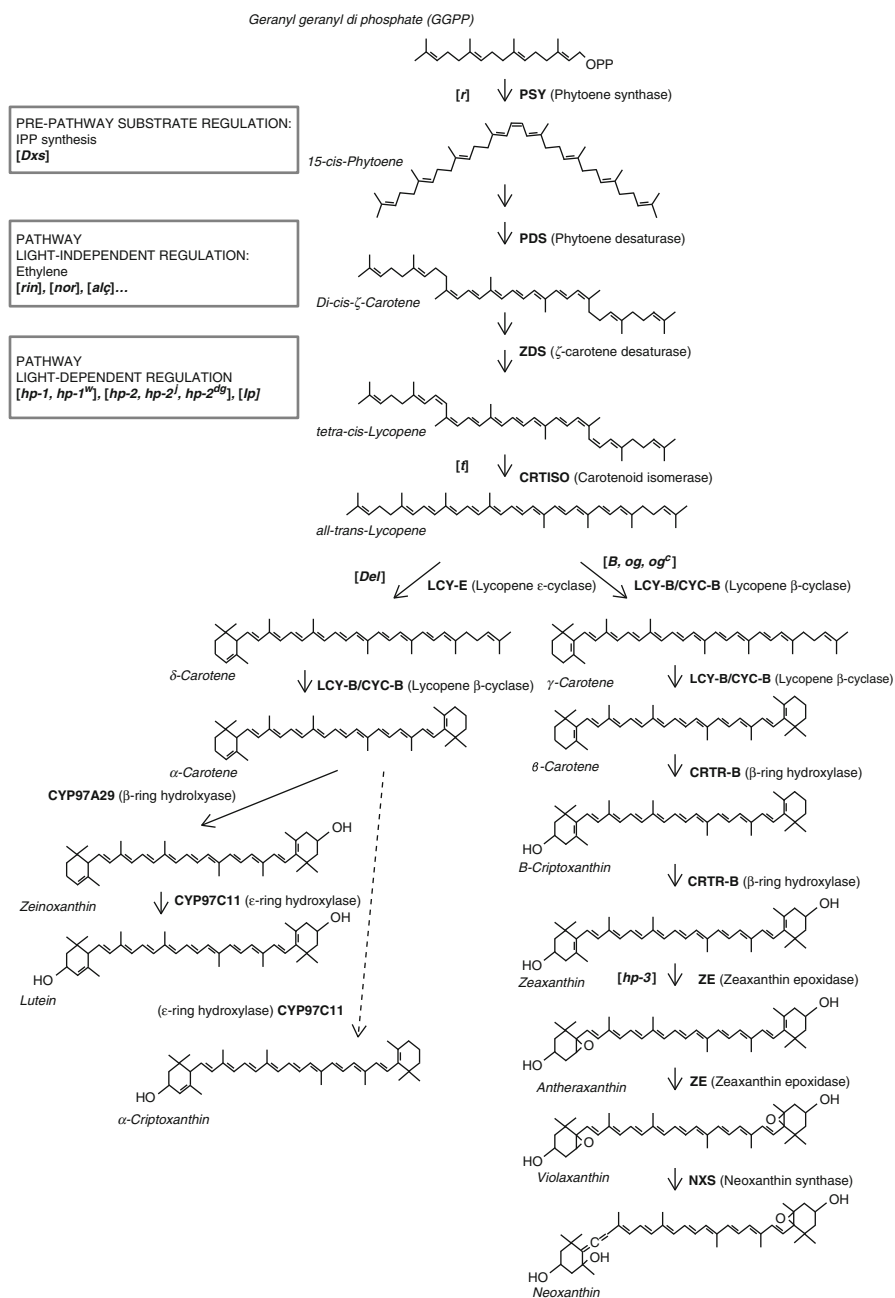 Geranyl geranyl di phosphate (GGPP)
OPP
[r] PSY (Phytoene synthase)
PRE-PATHWAY SUBSTRATE REGULATION:
IPP synthesis
[Dxs]
15-cis-Phytoene
PDS (Phytoene desaturase)
PATHWAY
LIGHT-INDEPENDENT REGULATION:
Ethylene
[rin], [nor], [alç]...
Di-cis-ζ-Carotene
ZDS (ζ-carotene desaturase)
PATHWAY
LIGHT-DEPENDENT REGULATION
[hp-1, hp-1ʷ], [hp-2, hp-2ʲ, hp-2ᵈᵍ], [lp]
tetra-cis-Lycopene
[t] CRTISO (Carotenoid isomerase)
all-trans-Lycopene
[Del] LCY-E (Lycopene ε-cyclase)
[B, og, ogᶜ]
LCY-B/CYC-B (Lycopene β-cyclase)
δ-Carotene
LCY-B/CYC-B (Lycopene β-cyclase)
γ-Carotene
LCY-B/CYC-B (Lycopene β-cyclase)
α-Carotene
β-Carotene
CYP97A29 (β-ring hydrolxyase)
CRTR-B (β-ring hydroxylase)
OH
Zeinoxanthin
HO
B-Criptoxanthin
CYP97C11 (ε-ring hydroxylase)
CRTR-B (β-ring hydroxylase)
OH
HO
Lutein
OH
HO
Zeaxanthin
[hp-3] ZE (Zeaxanthin epoxidase)
(ε-ring hydroxylase) CYP97C11
HO
α-Criptoxanthin
OH
O
HO
Antheraxanthin
ZE (Zeaxanthin epoxidase)
OH
O
O
HO
Violaxanthin
NXS (Neoxanthin synthase)
OH
O
C
OH
HO
Neoxanthin